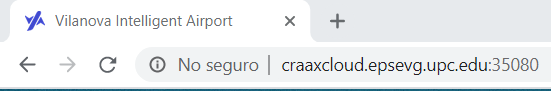 Vilanova Intelligent Airport
No seguro | craaxcloud.epsevg.upc.edu:35080